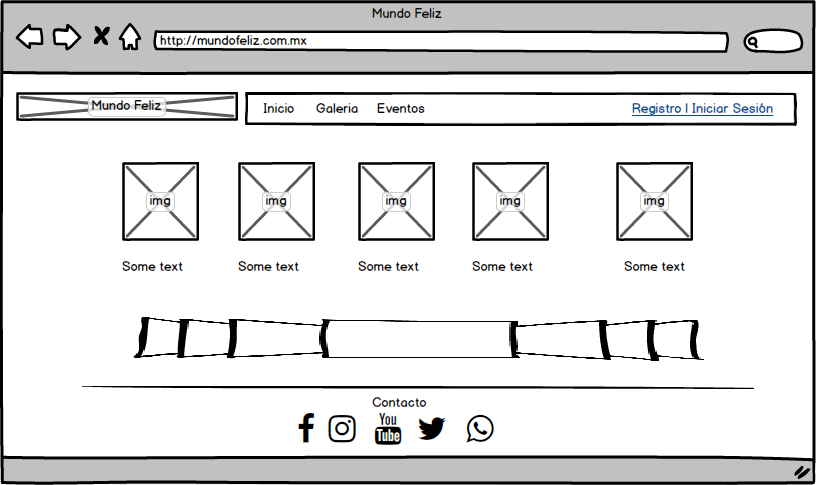 Mundo Feliz
http://mundofeliz.com.mx
Mundo Feliz
Inicio Galeria Eventos Registro | Iniciar Sesión
img img img img img
Some text Some text Some text Some text Some text
Contacto
You
Tube